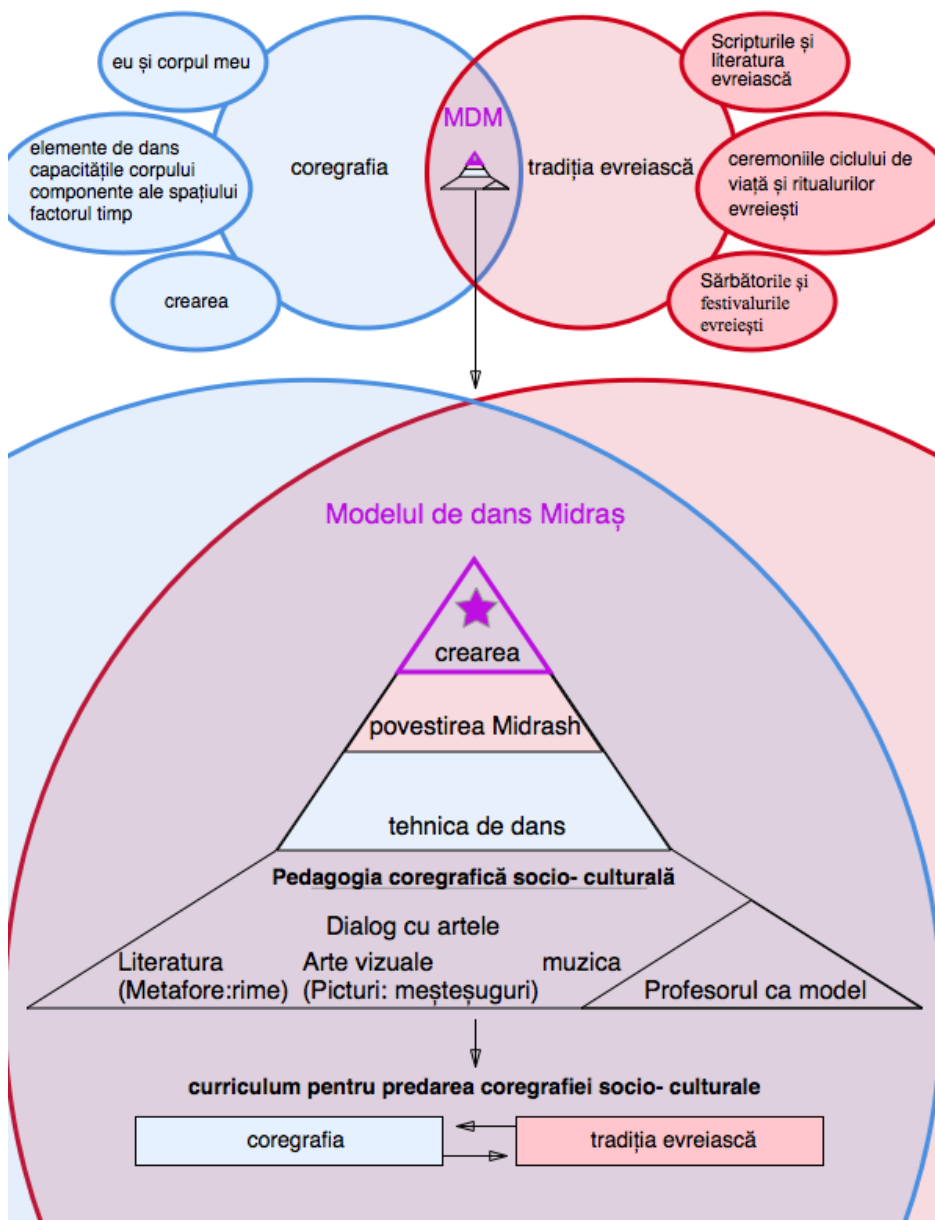 eu și corpul meu
elemente de dans
capacitățile corpului
componente ale spațiului
factorul timp
crearea
coregrafia
MDM
tradiția evreiască
Scripturile și
literatura
evreiască
ceremoniile ciclului de
viață și ritualurilor
evreiești
Sărbătorile și
festivalurile
evreiești
Modelul de dans Midraș
crearea
povestirea Midrash
tehnica de dans
Pedagogia coregrafică socio- culturală
Dialog cu artele
Literatura
(Metafore:rime)
Arte vizuale
(Picturi: meșteșuguri)
muzica
Profesorul ca model
curriculum pentru predarea coregrafiei socio- culturale
coregrafia
tradiția evreiască